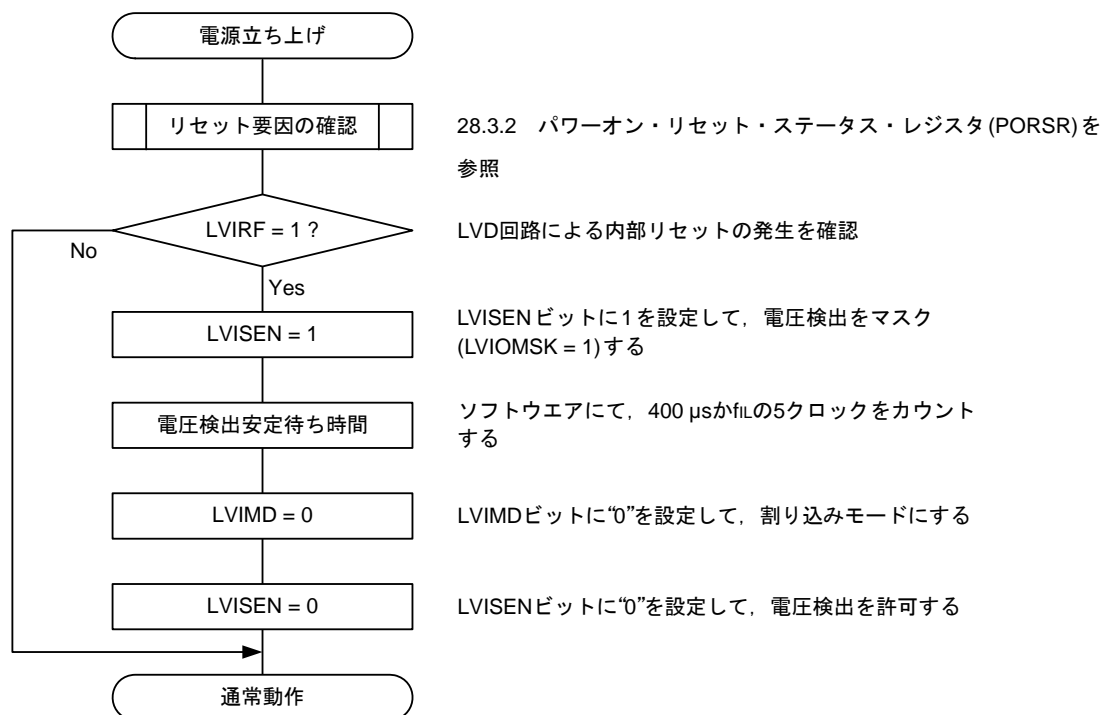 電源立ち上げ
リセット要因の確認
28.3.2 パワーオン・リセット・ステータス・レジスタ(PORSR)を
参照
LVIRF = 1 ?
LVD回路による内部リセットの発生を確認
No
Yes
LVISEN = 1
LVISENビットに1を設定して，電圧検出をマスク
(LVIOMSK = 1)する
電圧検出安定待ち時間
ソフトウエアにて，400 μsかfILの5クロックをカウント
する
LVIMD = 0
LVIMDビットに“0”を設定して，割り込みモードにする
LVISEN = 0
LVISENビットに“0”を設定して，電圧検出を許可する
通常動作